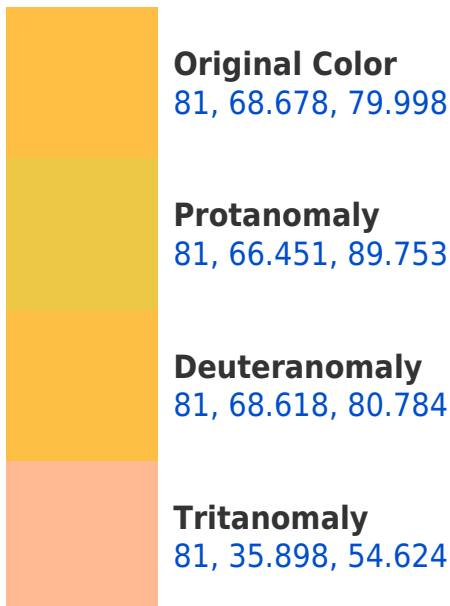 Original Color
81, 68.678, 79.998
Protanomaly
81, 66.451, 89.753
Deuteranomaly
81, 68.618, 80.784
Tritanomaly
81, 35.898, 54.624